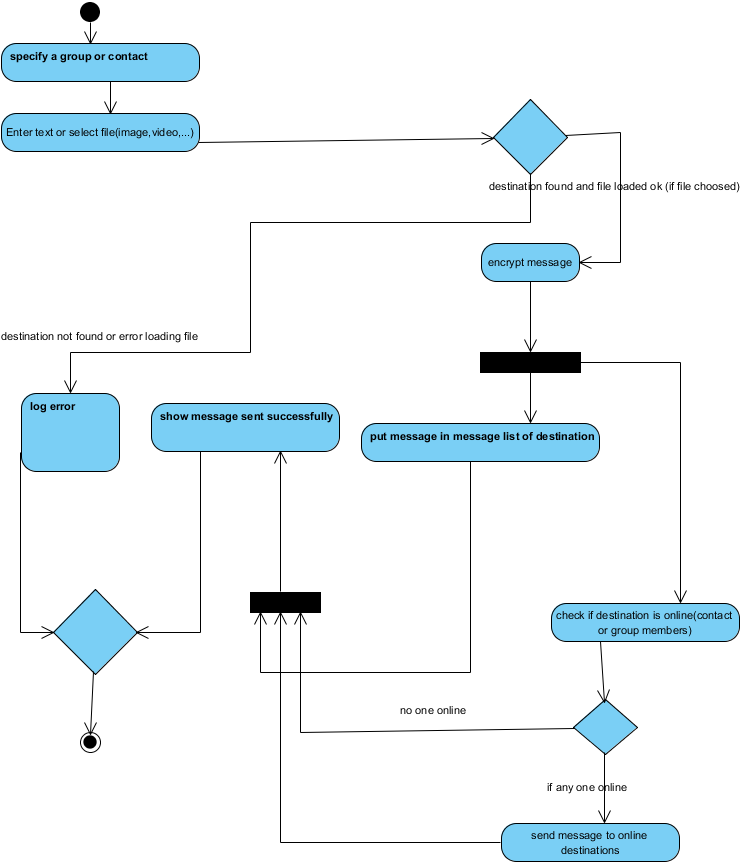 specify a group or contact
Enter text or select file(image,video,...)
destination found and file loaded ok (if file choosed)
encrypt message
destination not found or error loading file
log error
show message sent successfully
put message in message list of destination
check if destination is online(contact
or group members)
no one online
if any one online
send message to online
destinations